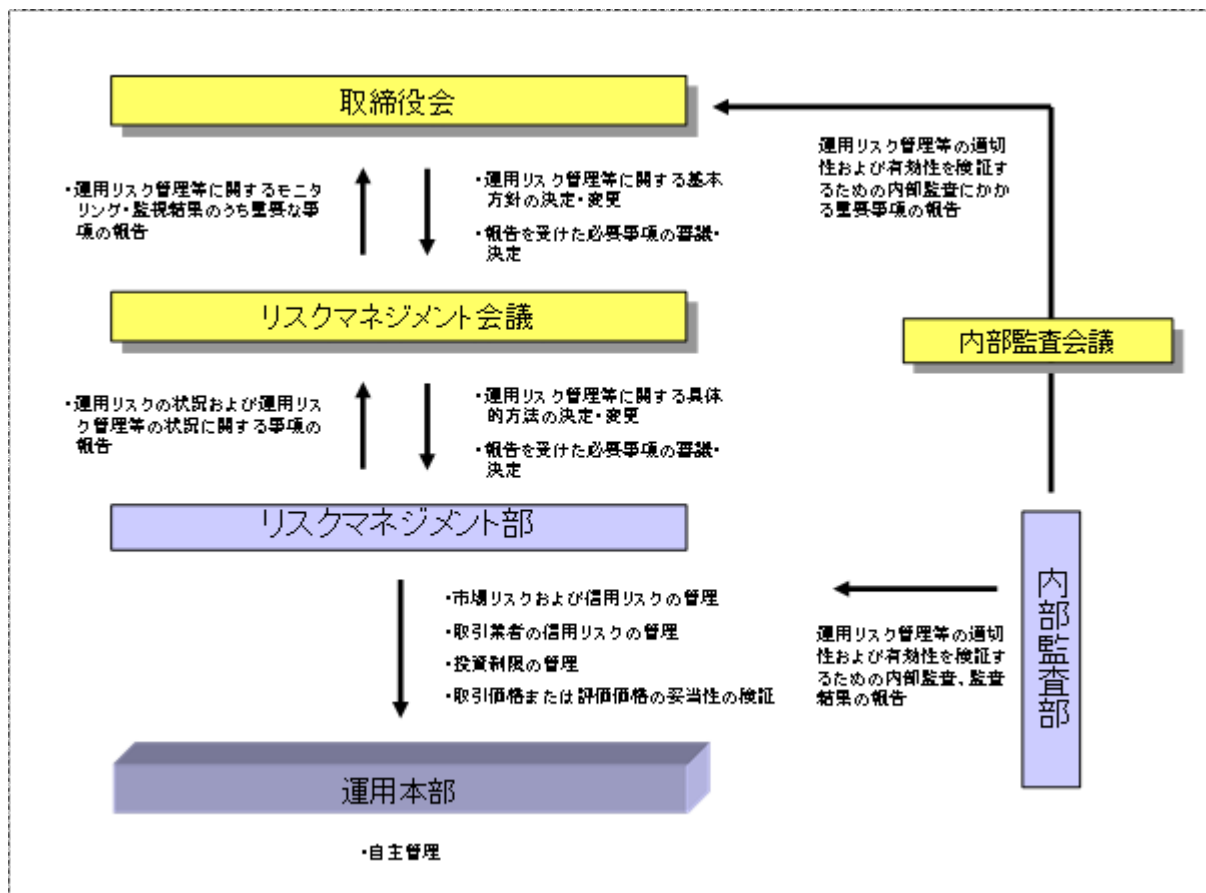 取締役会
・運用リスク管理等に関するモニ
タリング・監視結果のうち重要な事
項の報告
・運用リスク管理等に関する基本
方針の決定・変更
・報告を受けた必要事項の審議・
決定
運用リスク管理等の適切
性および有効性を検証す
るための内部監査にかか
る重要事項の報告
リスクマネジメント会議
内部監査会議
・運用リスクの状況および運用リス
ク管理等の状況に関する事項の
報告
・運用リスク管理等に関する具体
的方法の決定・変更
・報告を受けた必要事項の審議・
決定
リスクマネジメント部
内部監査部
・市場リスクおよび信用リスクの管理
・取引業者の信用リスクの管理
・投資制限の管理
・取引価格または評価価格の妥当性の検証
運用リスク管理等の適切
性および有効性を検証す
るための内部監査、監査
結果の報告
運用本部
・自主管理